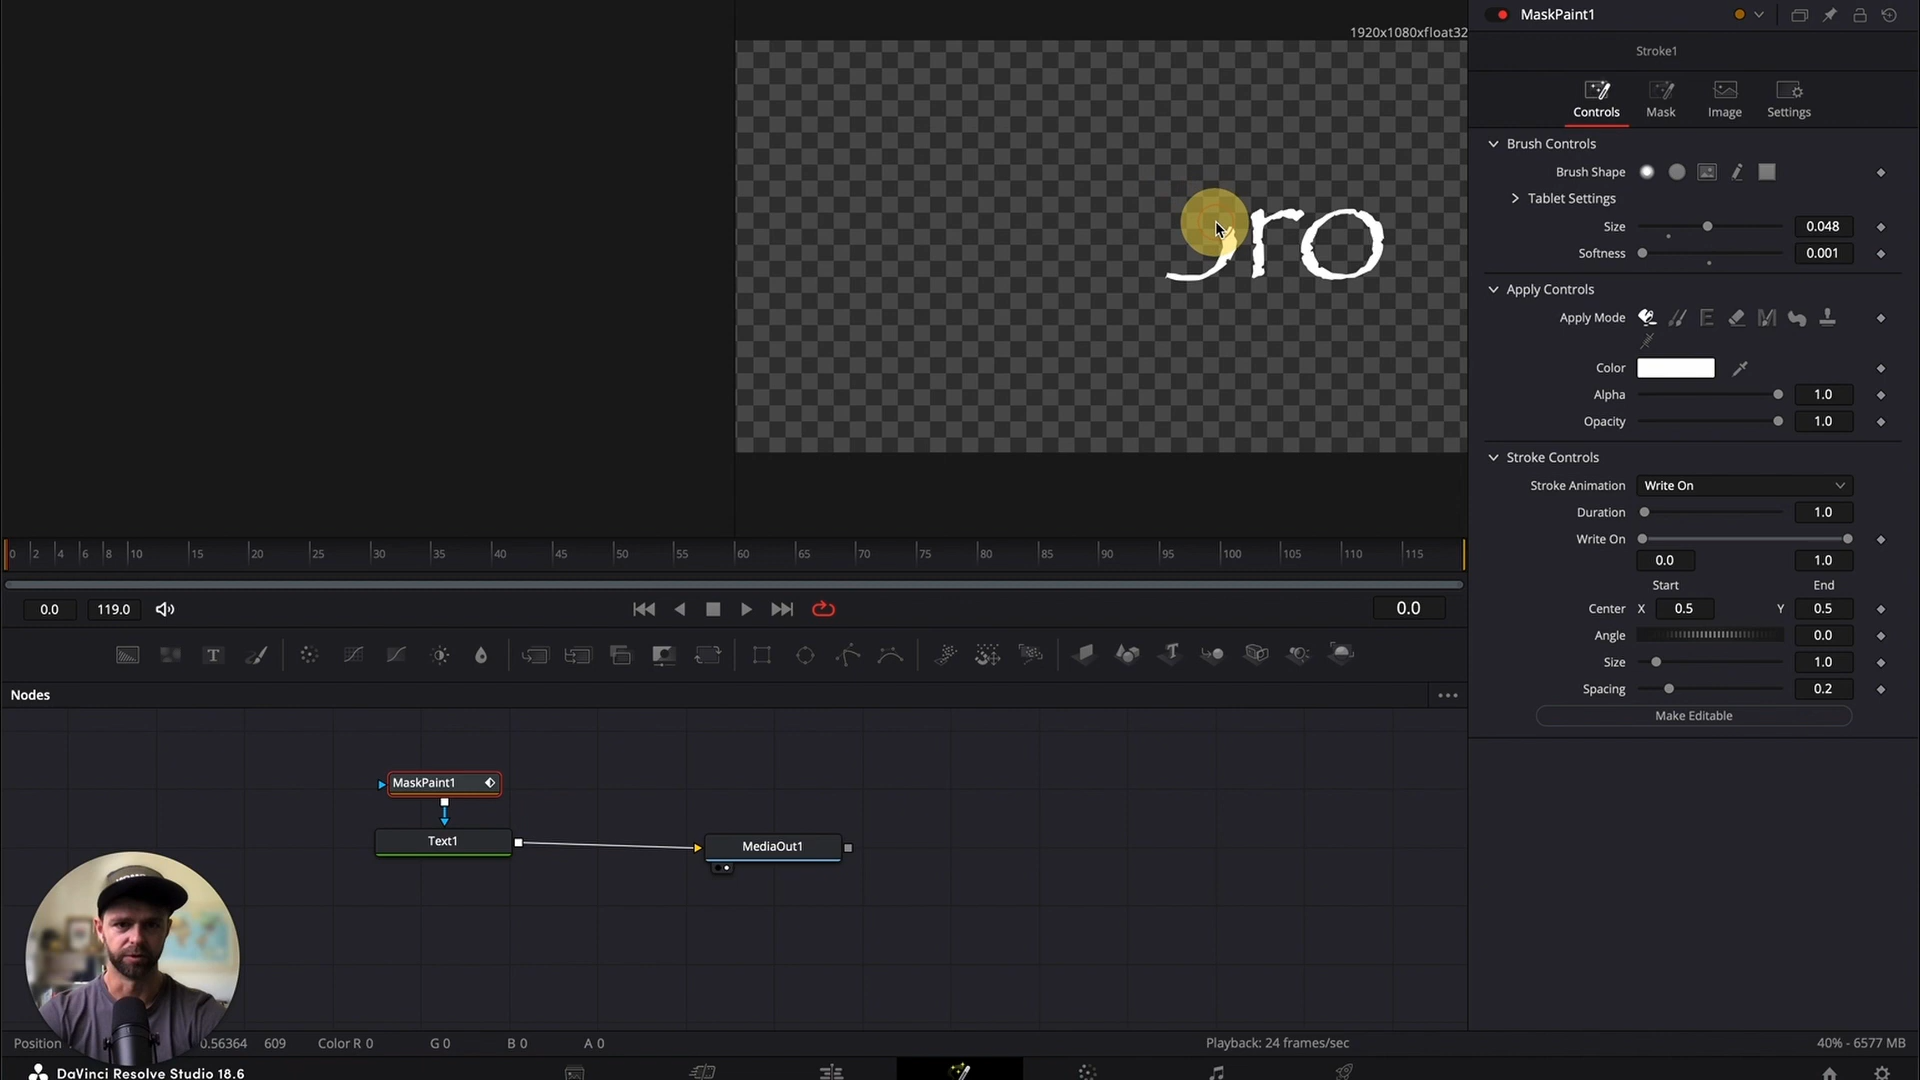 MaskPaint1
1920x1080xfloat32
Stroke1
Controls Mask Image Settings
Brush Controls
Brush Shape
Tablet Settings
Size 0.048
Softness 0.001
Apply Controls
Apply Mode
Color
Alpha 1.0
Opacity 1.0
Stroke Controls
Stroke Animation Write On
Duration 1.0
Write On
0.0 1.0
Start End
Center X 0.5 Y 0.5
Angle 0.0
Size 1.0
Spacing 0.2
Make Editable
ro
0 2 4 6 8 10 15 20 25 30 35 40 45 50 55 60 65 70 75 80 85 90 95 100 105 110 115
0.0 119.0 0.0
Nodes
MaskPaint1
Text1
MediaOut1
Position 0.56364 609 Color R 0 G 0 B 0 A 0 Playback: 24 frames/sec 40% - 6577 MB
DaVinci Resolve Studio 18.6